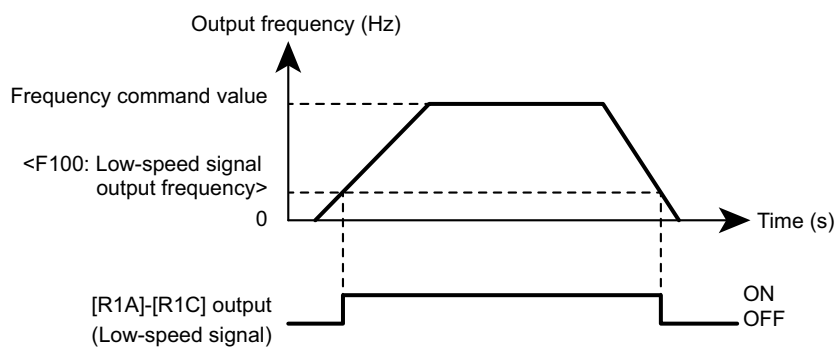 Output frequency (Hz)
Frequency command value
<F100: Low-speed signal
output frequency>
0
Time (s)
[R1A]-[R1C] output
(Low-speed signal)
ON
OFF